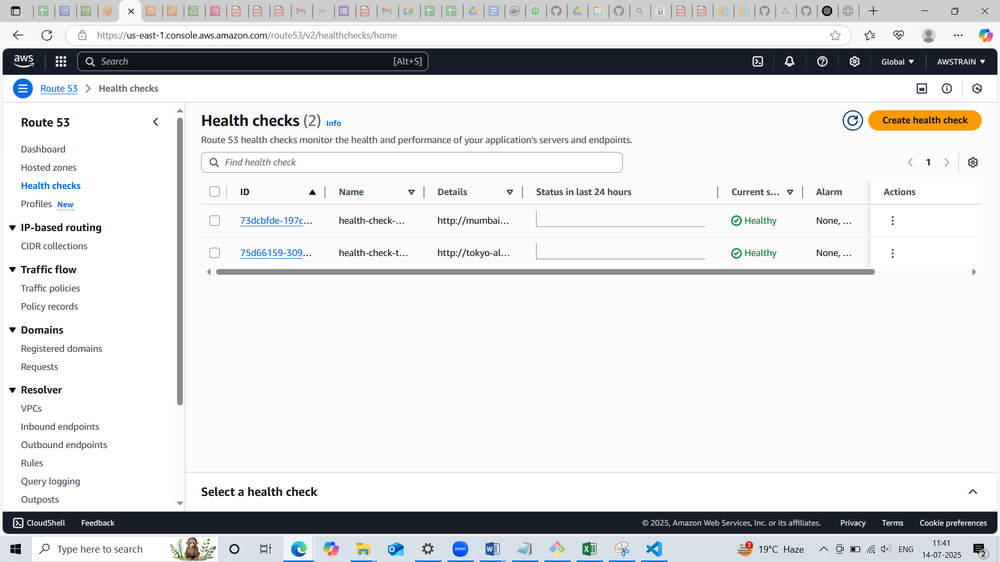 https://us-east-1.console.aws.amazon.com/route53/v2/healthchecks/home
aws
Search
[Alt+S]
Global
AWSTRAIN
Route 53
Health checks
Route 53
Dashboard
Hosted zones
Health checks
Profiles New
IP-based routing
CIDR collections
Traffic flow
Traffic policies
Policy records
Domains
Registered domains
Requests
Resolver
VPCs
Inbound endpoints
Outbound endpoints
Rules
Query logging
Outposts
Health checks (2) Info
Create health check
Route 53 health checks monitor the health and performance of your application's servers and endpoints.
Find health check
1
ID Name Details Status in last 24 hours Current s... Alarm Actions
73dcbfde-197c... health-check-... http://mumbai... Healthy None, ...
75d66159-309... health-check-t... http://tokyo-al... Healthy None, ...
Select a health check
CloudShell Feedback
© 2025, Amazon Web Services, Inc. or its affiliates. Privacy Terms Cookie preferences
Type here to search
zoom
7
19°C Haze
ENG
11:41
14-07-2025
2